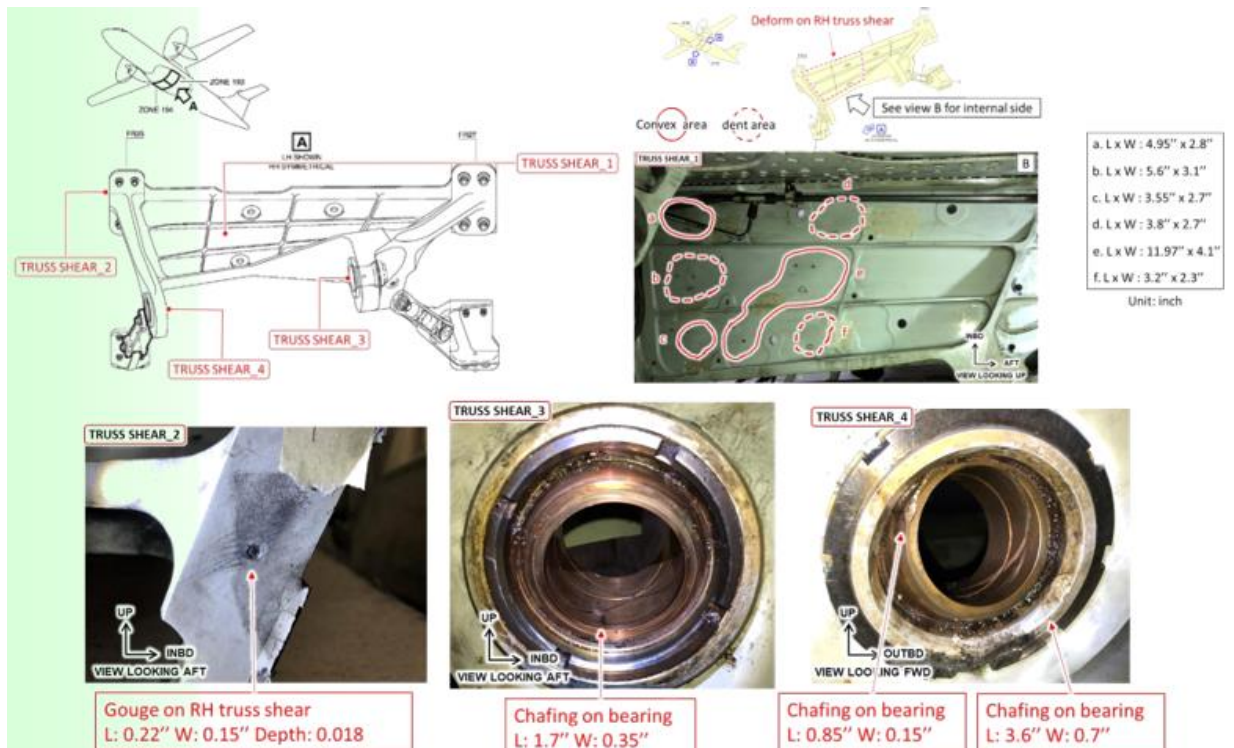 ZONE 193
ZONE 194
A
A
LH SHOWN
RH SYMMETRICAL
TRUSS SHEAR_1
TRUSS SHEAR_2
TRUSS SHEAR_3
TRUSS SHEAR_4
Deform on RH truss shear
See view B for internal side
Convex area
dent area
TRUSS SHEAR_1
B
a
b
c
d
e
f
INBD
AFT
VIEW LOOKING UP
a. L x W : 4.95’’ x 2.8’’
b. L x W : 5.6’’ x 3.1’’
c. L x W : 3.55’’ x 2.7’’
d. L x W : 3.8’’ x 2.7’’
e. L x W : 11.97’’ x 4.1’’
f. L x W : 3.2’’ x 2.3’’
Unit: inch
TRUSS SHEAR_2
UP
INBD
VIEW LOOKING AFT
Gouge on RH truss shear
L: 0.22’’ W: 0.15’’ Depth: 0.018
TRUSS SHEAR_3
UP
INBD
VIEW LOOKING AFT
Chafing on bearing
L: 1.7’’ W: 0.35’’
TRUSS SHEAR_4
UP
OUTBD
VIEW LOOKING FWD
Chafing on bearing
L: 0.85’’ W: 0.15’’
Chafing on bearing
L: 3.6’’ W: 0.7’’